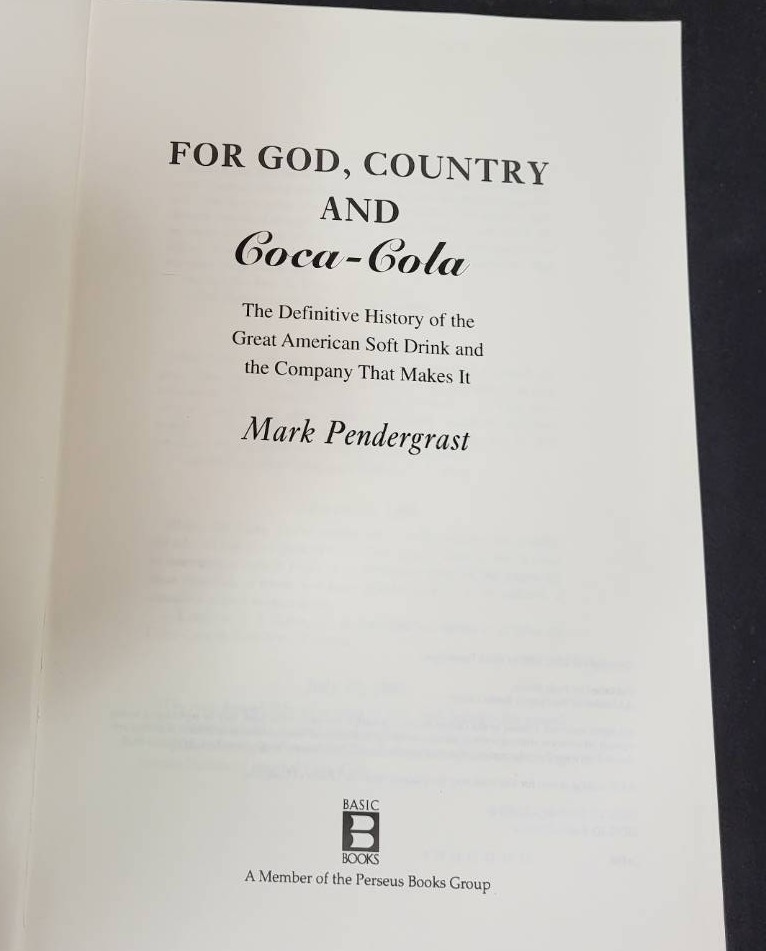 FOR GOD, COUNTRY
AND
Coca-Cola
The Definitive History of the
Great American Soft Drink and
the Company That Makes It
Mark Pendergrast
BASIC
B
BOOKS
A Member of the Perseus Books Group